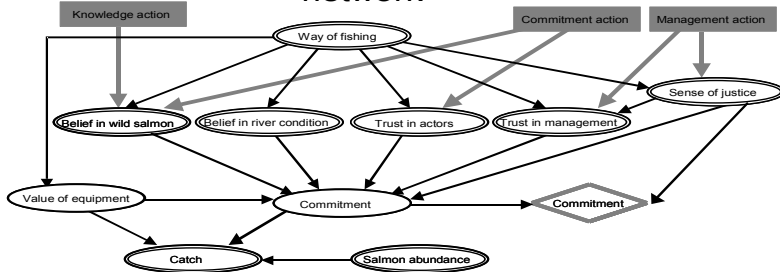 network
Knowledge action
Commitment action
Management action
Way of fishing
Sense of justice
Belief in wild salmon
Belief in river condition
Trust in actors
Trust in management
Value of equipment
Commitment
Commitment
Catch
Salmon abundance